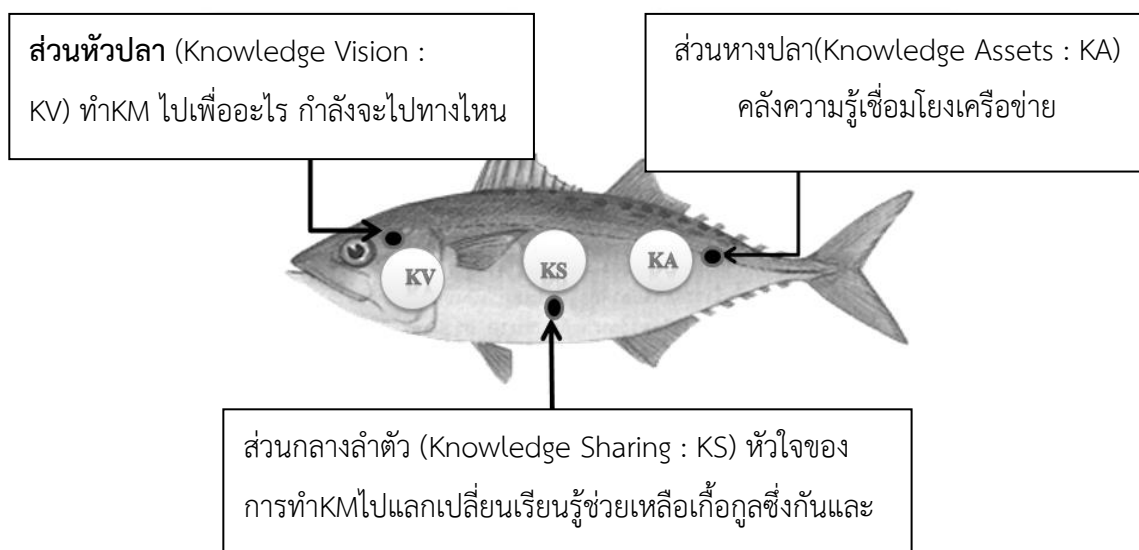 ส่วนหัวปลา (Knowledge Vision :
KV) ทำKM ไปเพื่ออะไร กำลังจะไปทางไหน
ส่วนหางปลา(Knowledge Assets : KA)
คลังความรู้เชื่อมโยงเครือข่าย
KV
KS
KA
ส่วนกลางลำตัว (Knowledge Sharing : KS) หัวใจของ
การทำKMไปแลกเปลี่ยนเรียนรู้ช่วยเหลือเกื้อกูลซึ่งกันและ